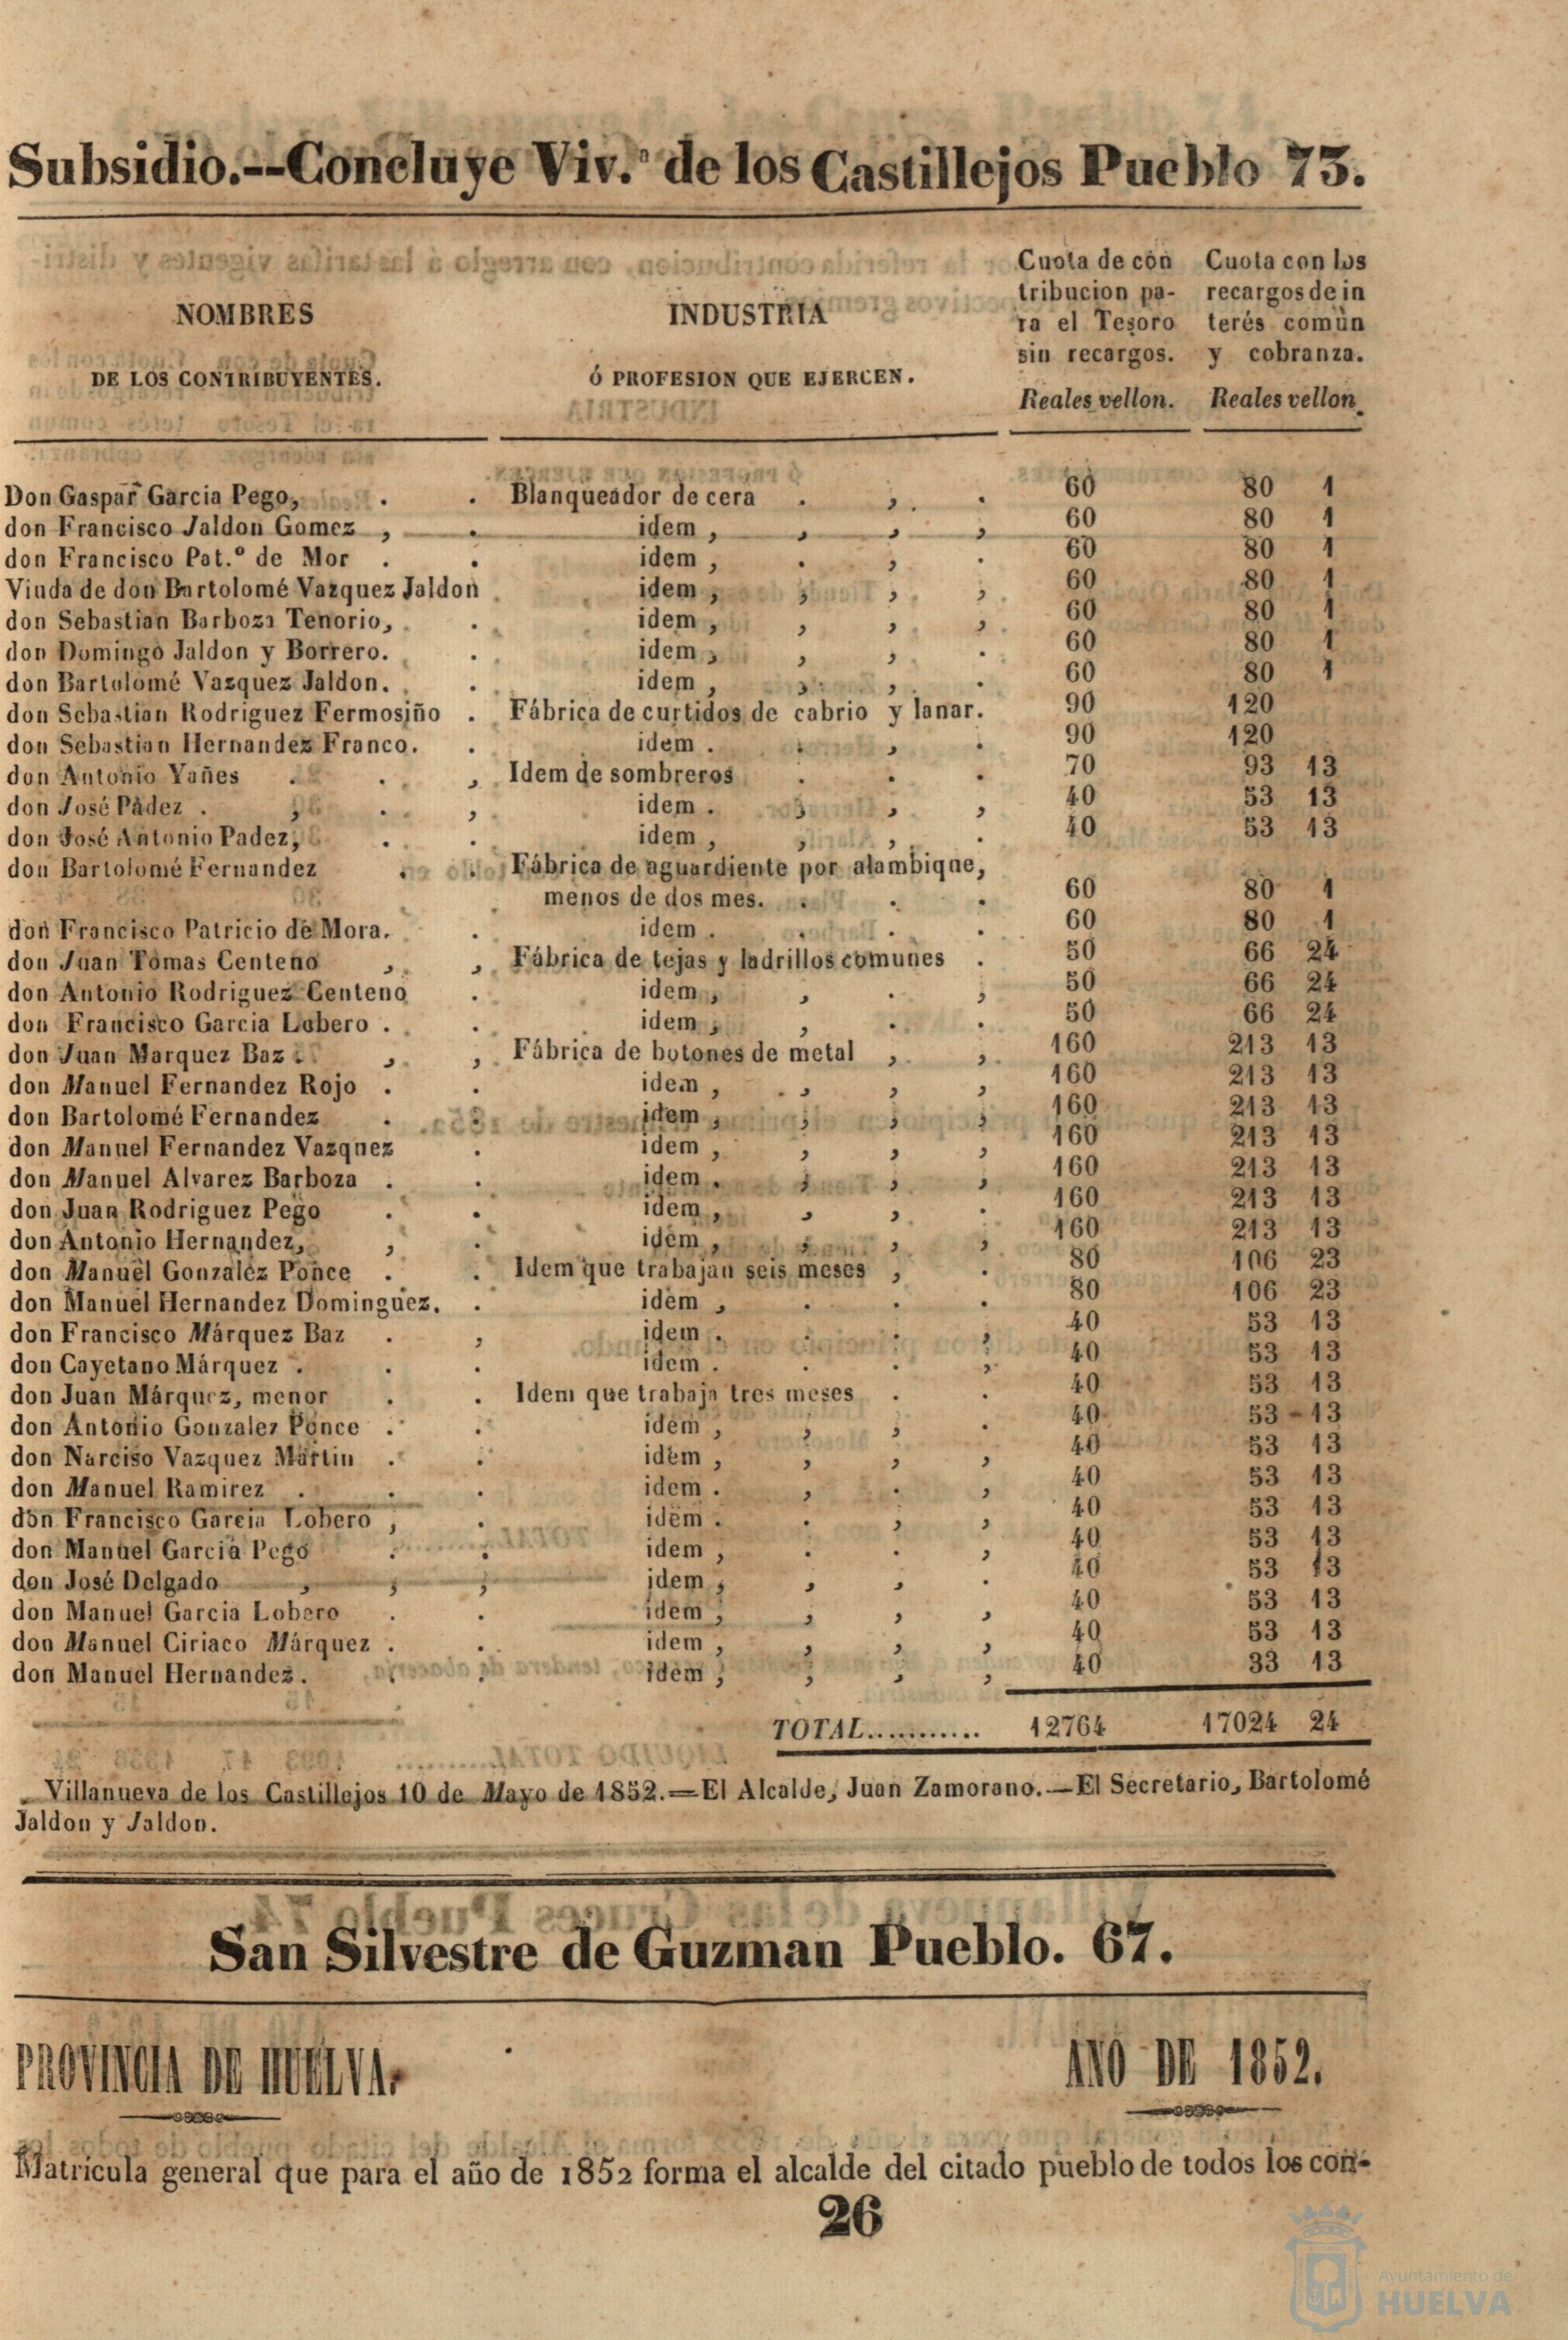 Subsidio.--Concluye Viv.ª de los Castillejos Pueblo 73.
NOMBRES
DE LOS CONTRIBUYENTES.
INDUSTRIA
Ó PROFESION QUE EJERCEN.
Cuota de con
tribucion pa-
ra el Tesoro
sin recargos.
Reales vellon.
Cuota con los
recargos de in
terés comun
y cobranza.
Reales vellon.
Don Gaspar Garcia Pego, . . Blanqueador de cera . , . 60 80 1
don Francisco Jaldon Gomez , . idem , , , , 60 80 1
don Francisco Pat.º de Mor . . idem , . , . 60 80 1
Viuda de don Bartolomé Vazquez Jaldon . idem , , , , 60 80 1
don Sebastian Barboza Tenorio, . idem , , , , 60 80 1
don Domingo Jaldon y Borrero. . idem , , , . 60 80 1
don Bartolomé Vazquez Jaldon. . idem , , , . 60 80 1
don Sebastian Rodriguez Fermosiño . Fábrica de curtidos de cabrio y lanar. 90 120
don Sebastian Hernandez Franco. . idem . . , . 90 120
don Antonio Yañes . . , Idem de sombreros . . . 70 93 13
don José Pàdez . , . , idem . , , , 40 53 13
don José Antonio Padez, . . idem , , , . 40 53 13
don Bartolomé Fernandez . . Fábrica de aguardiente por alambique,
menos de dos mes. . . . 60 80 1
don Francisco Patricio de Mora. . idem . . . . 60 80 1
don Juan Tomas Centeno , , Fábrica de tejas y ladrillos comunes . 50 66 24
don Antonio Rodriguez Centeno . idem , , . , 50 66 24
don Francisco Garcia Lobero . . idem , , . . 50 66 24
don Juan Marquez Baz . , , Fábrica de botones de metal , , 160 213 13
don Manuel Fernandez Rojo . . idem , , , , 160 213 13
don Bartolomé Fernandez . . idem , , , , 160 213 13
don Manuel Fernandez Vazquez . idem , , , , 160 213 13
don Manuel Alvarez Barboza . . idem . , , , 160 213 13
don Juan Rodriguez Pego . . idem , , , . 160 213 13
don Antonio Hernandez, , . idem , , , , 160 213 13
don Manuel Gonzalez Ponce . . Idem que trabajan seis meses , . 80 106 23
don Manuel Hernandez Dominguez. . idem , . . . 80 106 23
don Francisco Márquez Baz . , idem . . . , 40 53 13
don Cayetano Márquez . . . idem . . . , 40 53 13
don Juan Márquez, menor . . Idem que trabaja tres meses . . 40 53 13
don Antonio Gonzalez Ponce . . idem , , , . 40 53 - 13
don Narciso Vazquez Martin . . idem , , , , 40 53 13
don Manuel Ramirez . . . idem . , . , 40 53 13
don Francisco Garcia Lobero , . idem . . , , 40 53 13
don Manuel Garcia Pego . . idem , . . , 40 53 13
don José Delgado , , , idem , , , . 40 53 13
don Manuel Garcia Lobero . . idem , , , , 40 53 13
don Manuel Ciriaco Márquez . . idem , , , , 40 53 13
don Manuel Hernandez. . . idem , , , , 40 33 13
TOTAL........... 12764 17024 24
Villanueva de los Castillejos 10 de Mayo de 1852.—El Alcalde, Juan Zamorano.—El Secretario, Bartolomé
Jaldon y Jaldon.
San Silvestre de Guzman Pueblo. 67.
PROVINCIA DE HUELVA.
AÑO DE 1852.
Matrícula general que para el año de 1852 forma el alcalde del citado pueblo de todos los con-
26
Ayuntamiento de
HUELVA